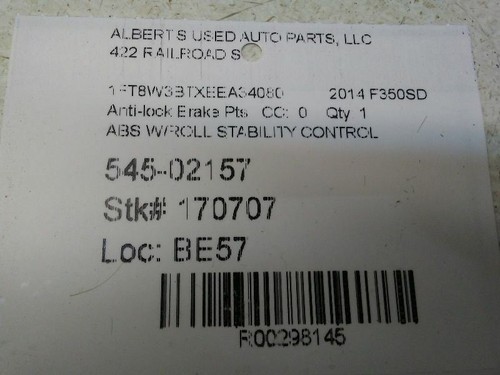 ALBERT'S USED AUTO PARTS, LLC
422 RAILROAD S
1FT8W3BTXEEA34080 2014 F350SD
Anti-lock Brake Pts CC: 0 Qty 1
ABS W/ROLL STABILITY CONTROL
545-02157
Stk# 170707
Loc: BE57
R00298145